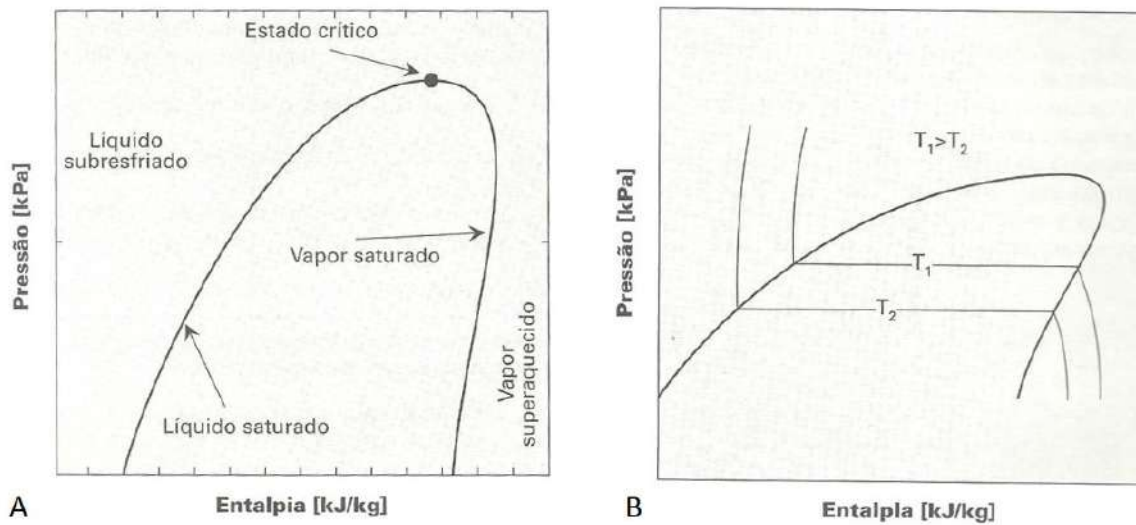 Estado crítico
Líquido
subresfriado
Pressão [kPa]
Vapor saturado
Vapor
superaquecido
Líquido saturado
A
Entalpia [kJ/kg]
T₁>T₂
Pressão [kPa]
T₁
T₂
B
Entalpla [kJ/kg]